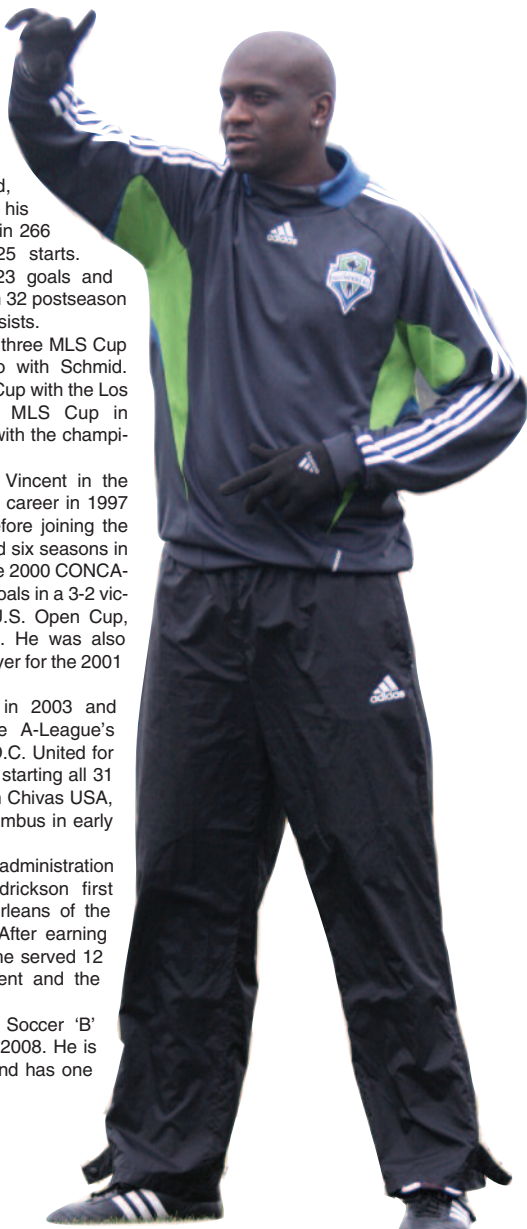 d,
his
in 266
25 starts.
23 goals and
n 32 postseason
sists.
three MLS Cup
o with Schmid.
Cup with the Los
MLS Cup in
with the champi-
Vincent in the
career in 1997
efore joining the
d six seasons in
e 2000 CONCA-
oals in a 3-2 vic-
U.S. Open Cup,
. He was also
yer for the 2001
in 2003 and
e A-League's
D.C. United for
starting all 31
n Chivas USA,
mbus in early
administration
drickson first
rleans of the
After earning
he served 12
ent and the
Soccer ‘B’
2008. He is
nd has one
adidas
adidas